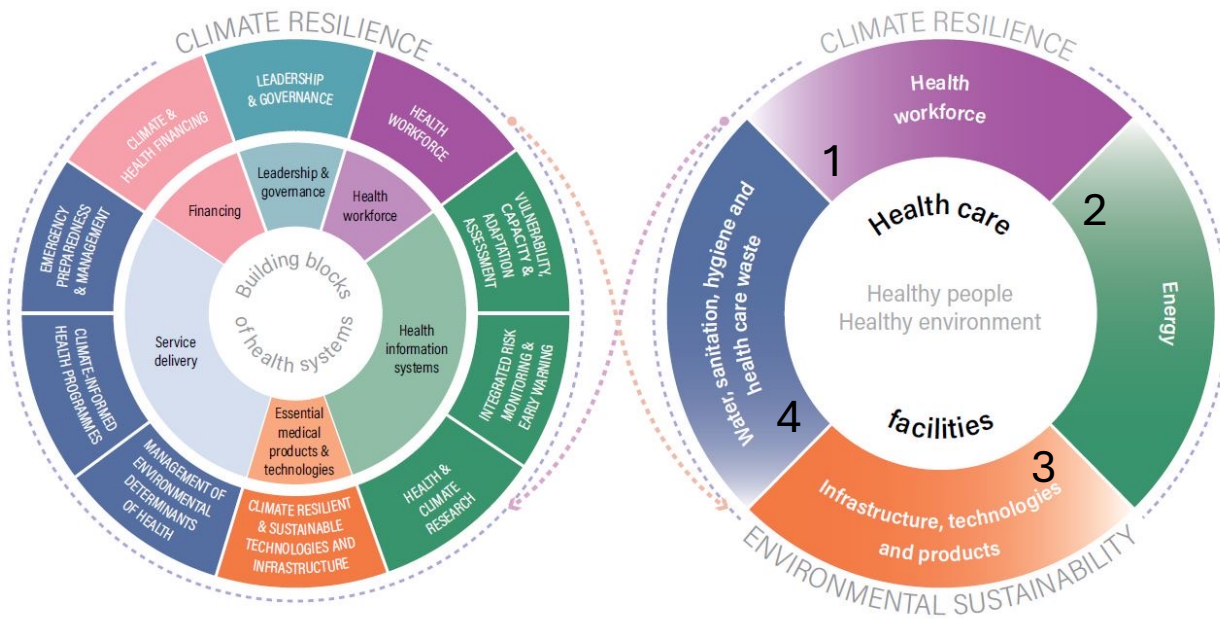 CLIMATE RESILIENCE
LEADERSHIP
& GOVERNANCE
HEALTH
WORKFORCE
VULNERABILITY,
CAPACITY &
ADAPTATION
ASSESSMENT
INTEGRATED RISK
MONITORING &
EARLY WARNING
HEALTH &
CLIMATE
RESEARCH
CLIMATE RESILIENT
& SUSTAINABLE
TECHNOLOGIES AND
INFRASTRUCTURE
MANAGEMENT OF
ENVIRONMENTAL
DETERMINANTS
OF HEALTH
CLIMATE-INFORMED
HEALTH PROGRAMMES
EMERGENCY
PREPAREDNESS
& MANAGEMENT
CLIMATE &
HEALTH FINANCING
Leadership &
governance
Health
workforce
Health
information
systems
Essential
medical
products &
technologies
Service
delivery
Financing
Building blocks
of health systems
CLIMATE RESILIENCE
Health
workforce
1
2
Energy
3
Infrastructure, technologies
and products
4
Water, sanitation, hygiene and
health care waste
Health care
Healthy people
Healthy environment
facilities
ENVIRONMENTAL SUSTAINABILITY